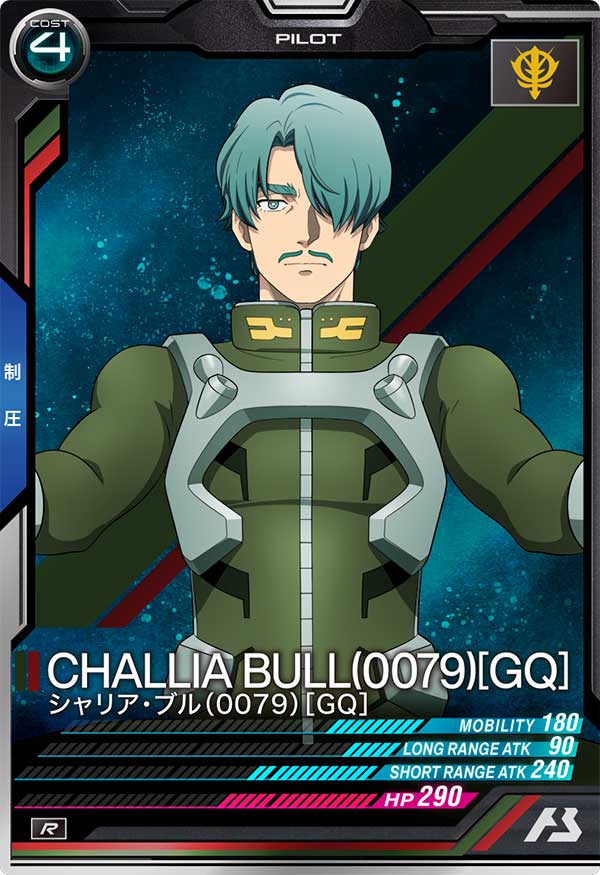 COST
4
PILOT
制圧
CHALLIA BULL(0079)[GQ]
シャリア・ブル(0079)[GQ]
MOBILITY 180
LONG RANGE ATK 90
SHORT RANGE ATK 240
HP 290
R